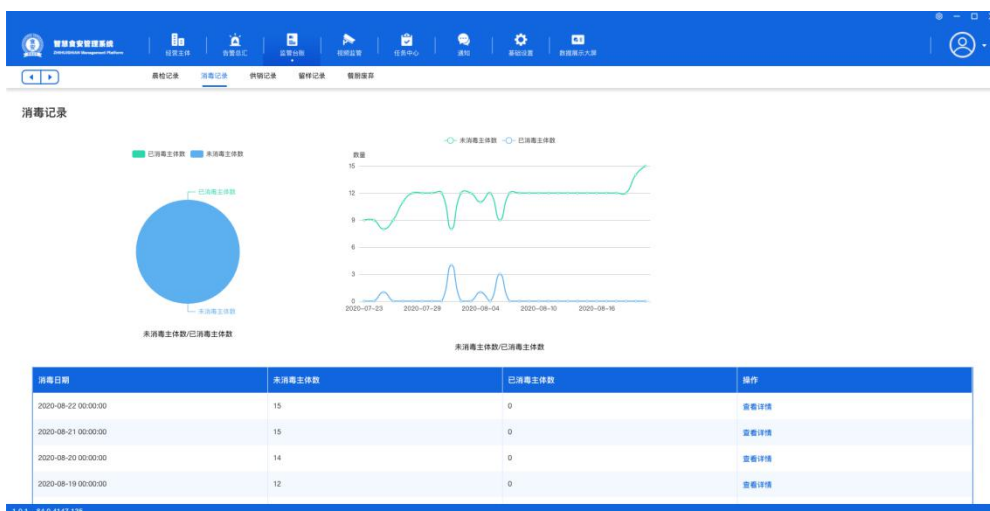 智慧食安管理系统
ZHIHUISHIAN Management Platform
经营主体
告警总汇
监管台账
视频监管
任务中心
通知
基础设置
数据展示大屏
晨检记录 消毒记录 供销记录 留样记录 餐厨废弃
消毒记录
已消毒主体数 未消毒主体数
已消毒主体数
未消毒主体数
未消毒主体数/已消毒主体数
未消毒主体数 已消毒主体数
数量
15
12
9
6
3
0
2020-07-23 2020-07-29 2020-08-04 2020-08-10 2020-08-16
未消毒主体数/已消毒主体数
消毒日期 未消毒主体数 已消毒主体数 操作
2020-08-22 00:00:00 15 0 查看详情
2020-08-21 00:00:00 15 0 查看详情
2020-08-20 00:00:00 14 0 查看详情
2020-08-19 00:00:00 12 0 查看详情